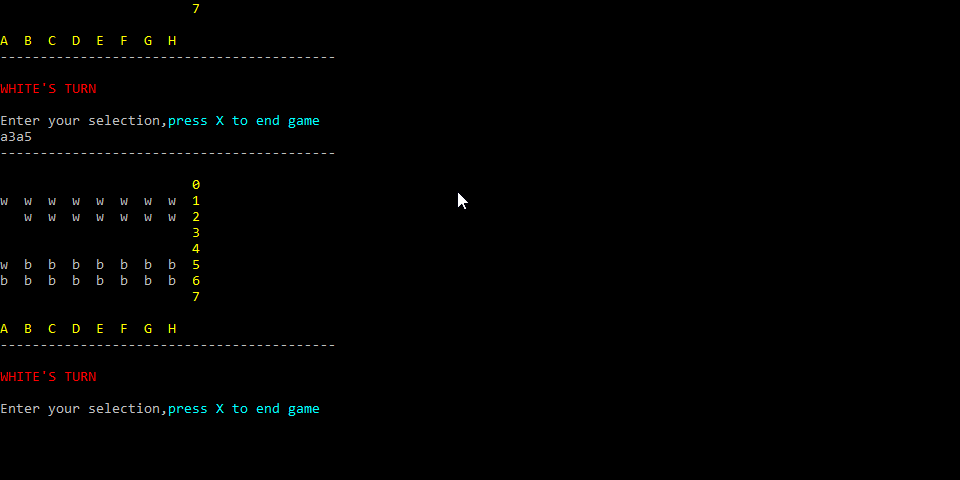 7
A B C D E F G H
------------------------------------------
WHITE'S TURN
Enter your selection,press X to end game
a3a5
------------------------------------------
0
w w w w w w w w 1
w w w w w w w 2
3
4
w b b b b b b b 5
b b b b b b b b 6
7
A B C D E F G H
------------------------------------------
WHITE'S TURN
Enter your selection,press X to end game